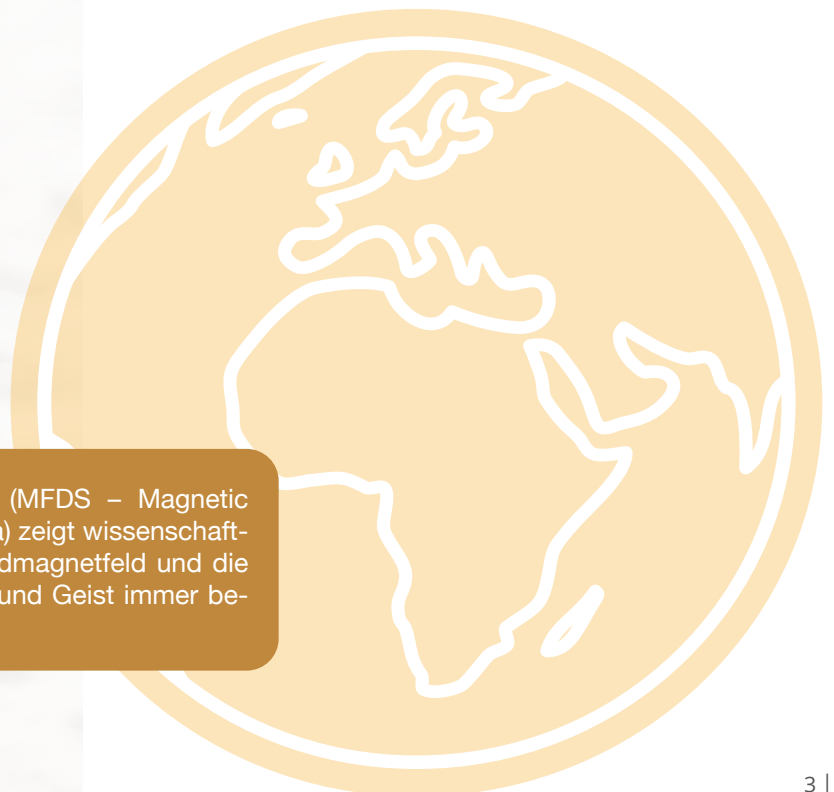 (MFDS – Magnetic
a) zeigt wissenschaft-
dmagnetfeld und die
und Geist immer be-
3 |